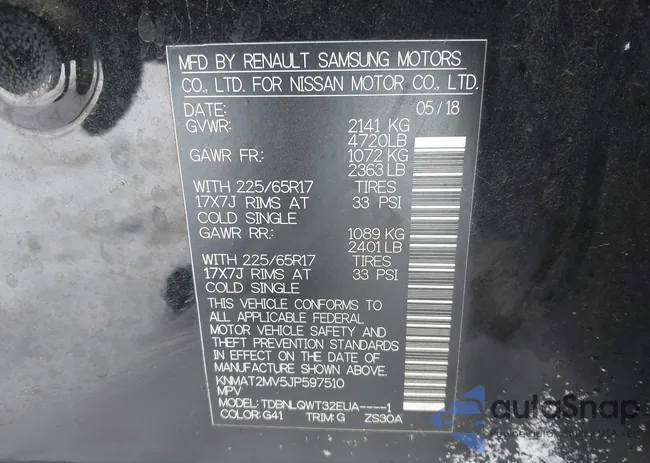 MFD BY RENAULT SAMSUNG MOTORS
CO., LTD. FOR NISSAN MOTOR CO., LTD.
DATE: 05/18
GVWR: 2141 KG
4720LB
GAWR FR: 1072 KG
2363 LB
WITH 225/65R17 TIRES
17X7J RIMS AT 33 PSI
COLD SINGLE
GAWR RR: 1089 KG
2401 LB
WITH 225/65R17 TIRES
17X7J RIMS AT 33 PSI
COLD SINGLE
THIS VEHICLE CONFORMS TO
ALL APPLICABLE FEDERAL
MOTOR VEHICLE SAFETY AND
THEFT PREVENTION STANDARDS
IN EFFECT ON THE DATE OF
MANUFACTURE SHOWN ABOVE.
KNMAT2MV5JP597510
MPV
MODEL: TDBNLQWT32EUA----1
COLOR: G41 TRIM: G ZS30A
autoSnap